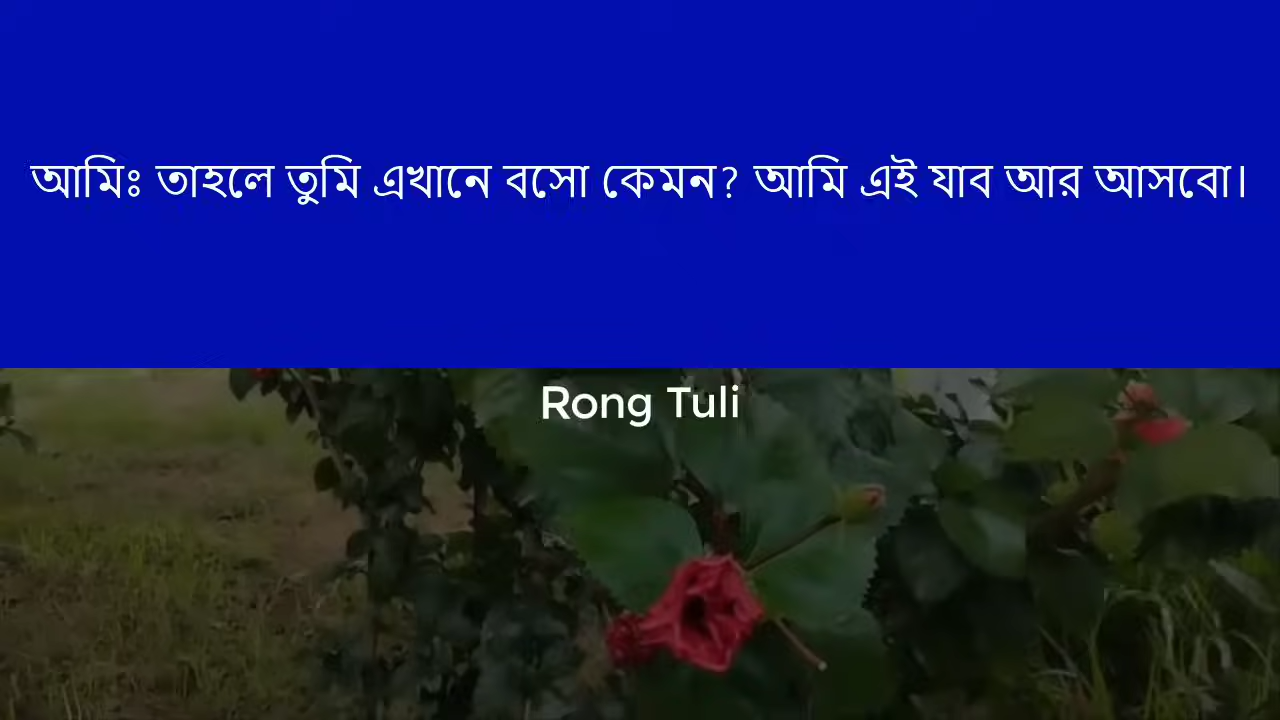 আমিঃ তাহলে তুমি এখানে বসো কেমন? আমি এই যাব আর আসবো।
Rong Tuli